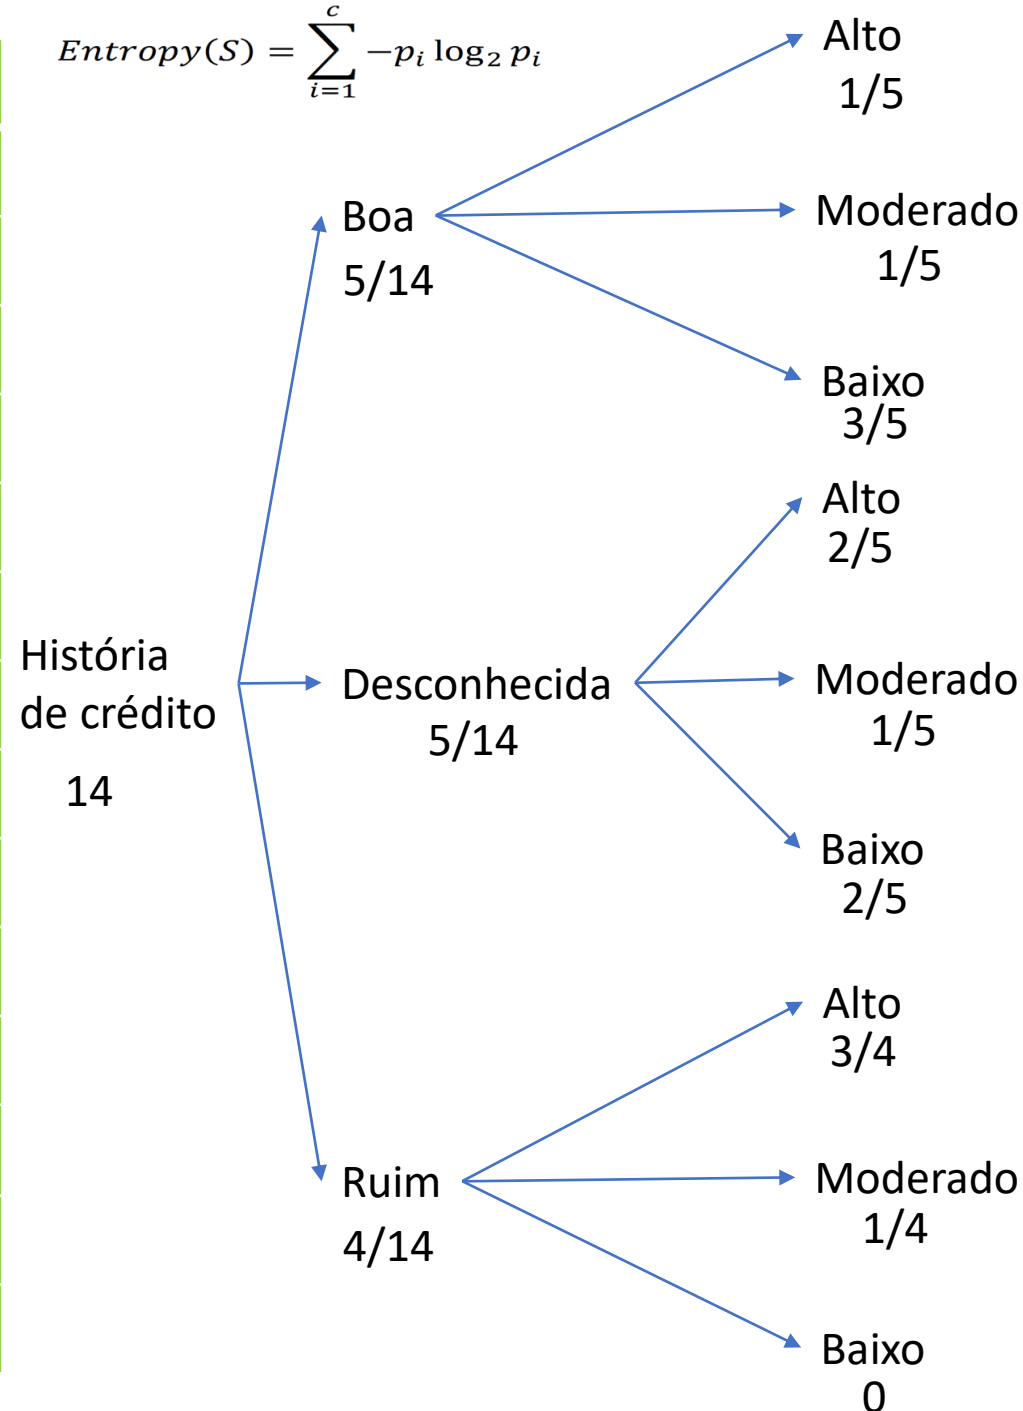 Entropy(S) = \sum_{i=1}^{c} -p_i \log_2 p_i
Alto
1/5
Boa
5/14
Moderado
1/5
Baixo
3/5
Alto
2/5
História
de crédito
14
Desconhecida
5/14
Moderado
1/5
Baixo
2/5
Alto
3/4
Ruim
4/14
Moderado
1/4
Baixo
0